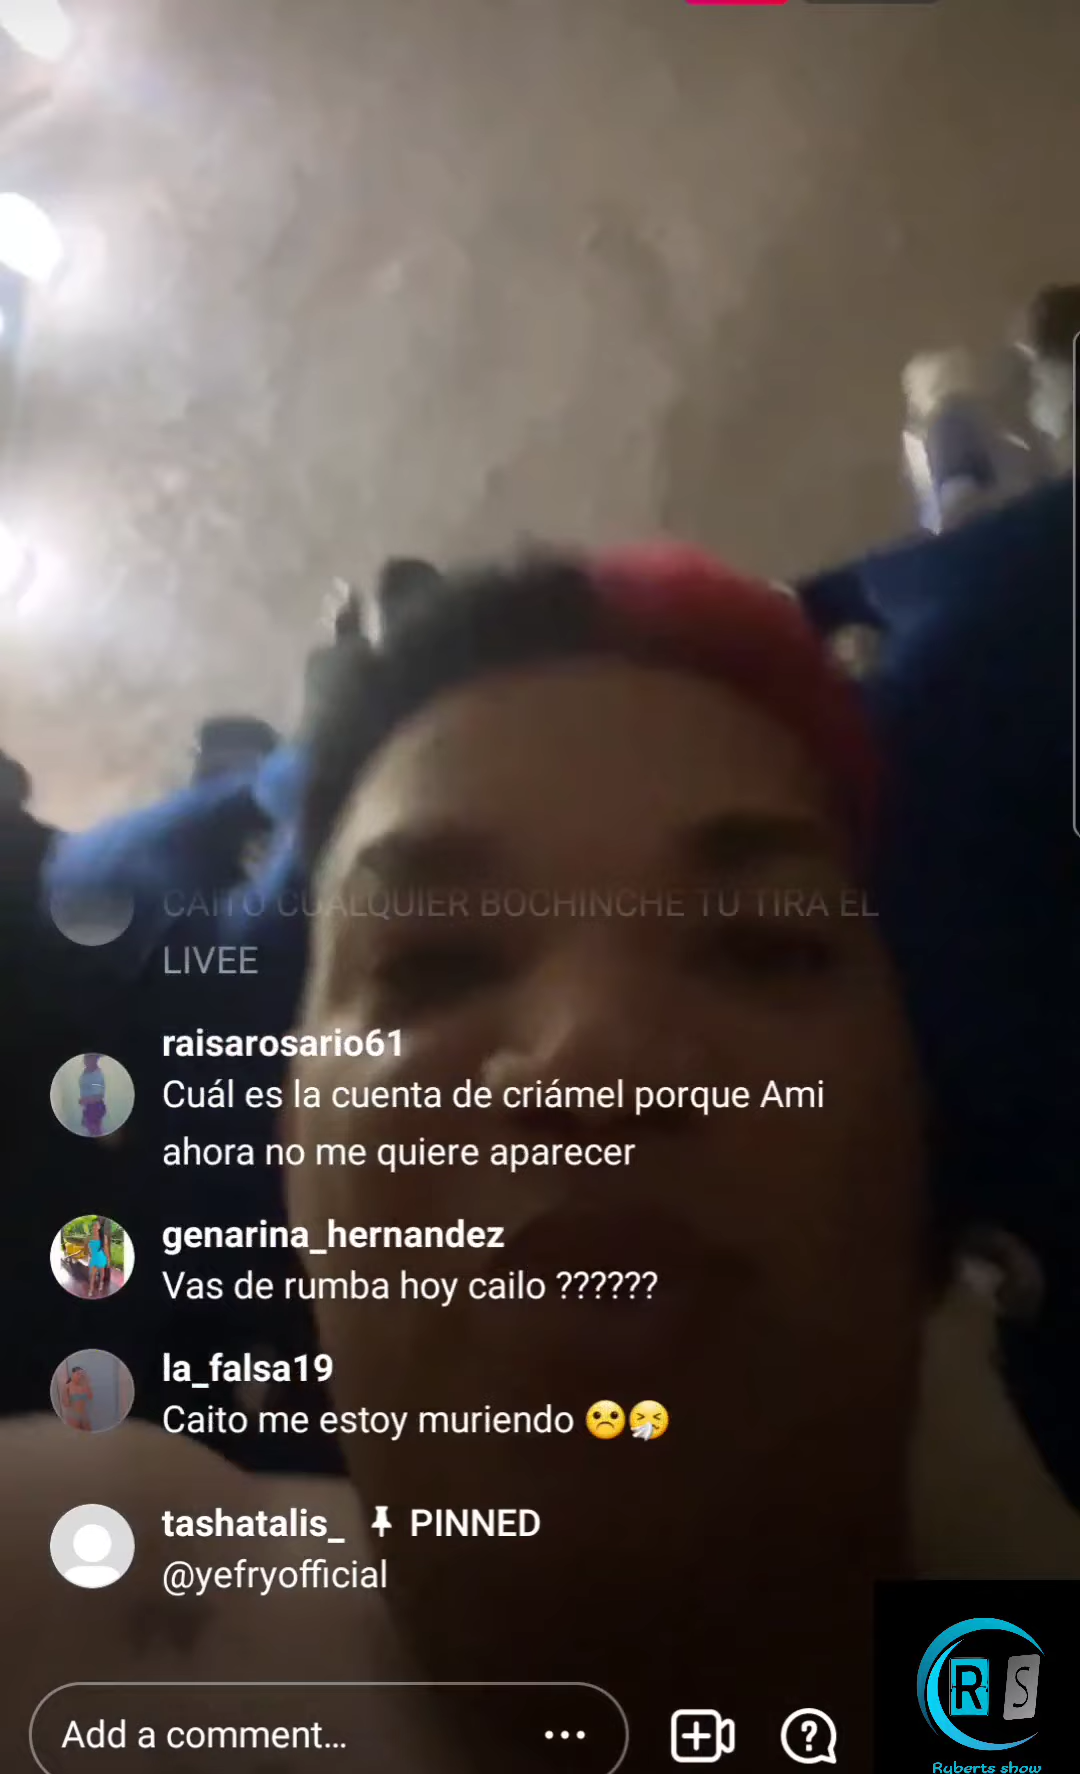 CAITO CUALQUIER BOCHINCHE TU TIRA EL
LIVEE
raisarosario61
Cuál es la cuenta de criámel porque Ami
ahora no me quiere aparecer
genarina_hernandez
Vas de rumba hoy cailo ??????
la_falsa19
Caito me estoy muriendo ☹️🤧
tashatalis_ 📌 PINNED
@yefryofficial
Add a comment...
RS
Ryberts show